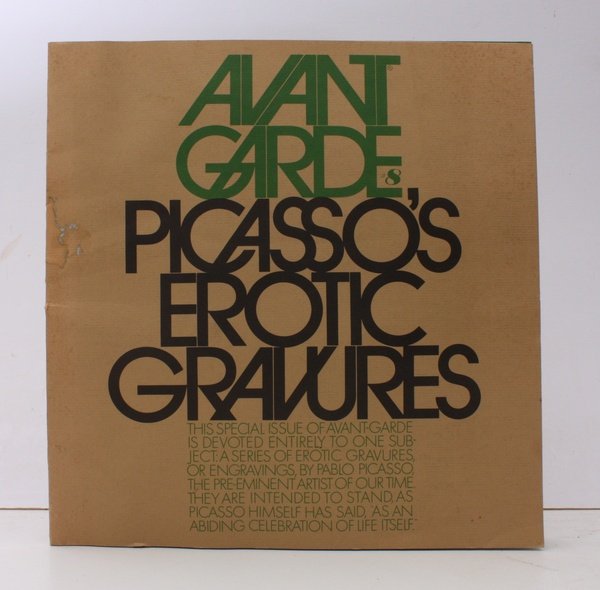 AVANT
GARDE #8
PICASSO'S
EROTIC
GRAVURES
THIS SPECIAL ISSUE OF AVANT-GARDE
IS DEVOTED ENTIRELY TO ONE SUB-
JECT: A SERIES OF EROTIC GRAVURES,
OR ENGRAVINGS, BY PABLO PICASSO,
THE PRE-EMINENT ARTIST OF OUR TIME.
THEY ARE INTENDED TO STAND, AS
PICASSO HIMSELF HAS SAID, "AS AN
ABIDING CELEBRATION OF LIFE ITSELF."